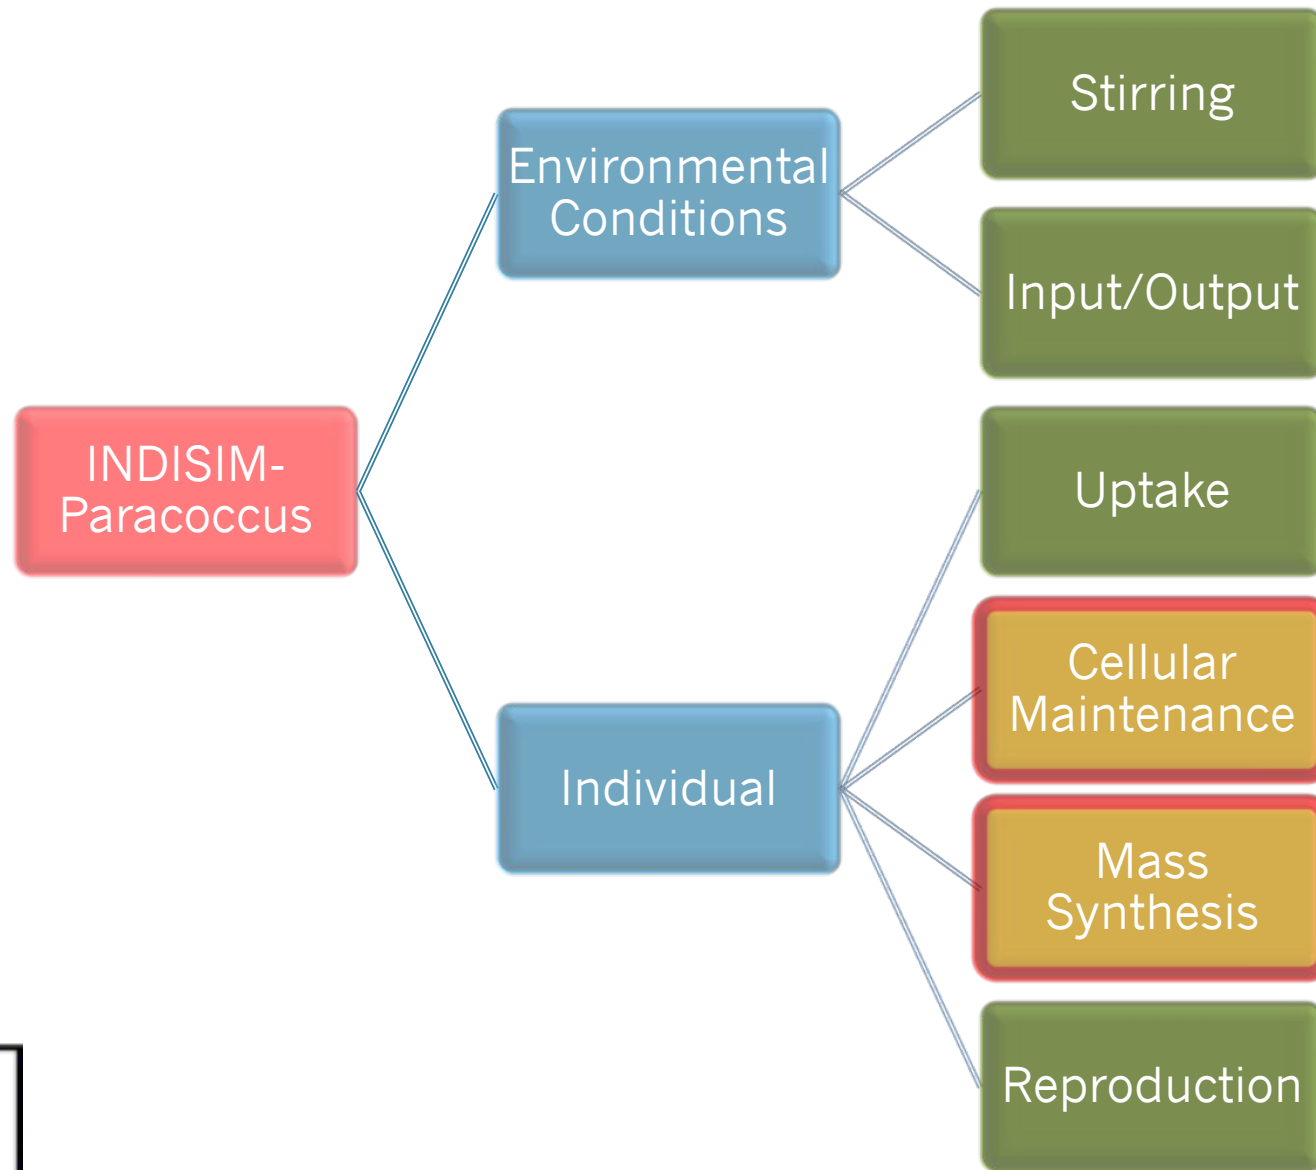 Stirring
Environmental
Conditions
Input/Output
INDISIM-
Paracoccus
Uptake
Cellular
Maintenance
Individual
Mass
Synthesis
Reproduction